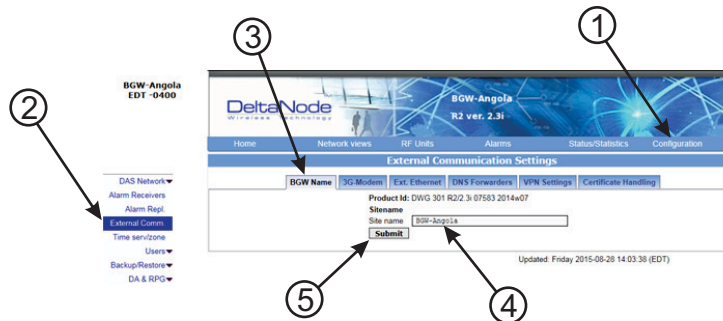 1
3
BGW-Angola
EDT -0400
2
DeltaNode
Wireless Technology
BGW-Angola
R2 ver. 2.3i
Home Network views RF Units Alarms Status/Statistics Configuration
External Communication Settings
BGW Name 3G-Modem Ext. Ethernet DNS Forwarders VPN Settings Certificate Handling
DAS Network
Alarm Receivers
Alarm Repl.
External Comm.
Time serv/zone
Users
Backup/Restore
DA & RPG
Product Id: DWG 301 R2/2.3i 07583 2014w07
Sitename
Site name BGW-Angola
Submit
Updated: Friday 2015-08-28 14:03:38 (EDT)
5
4